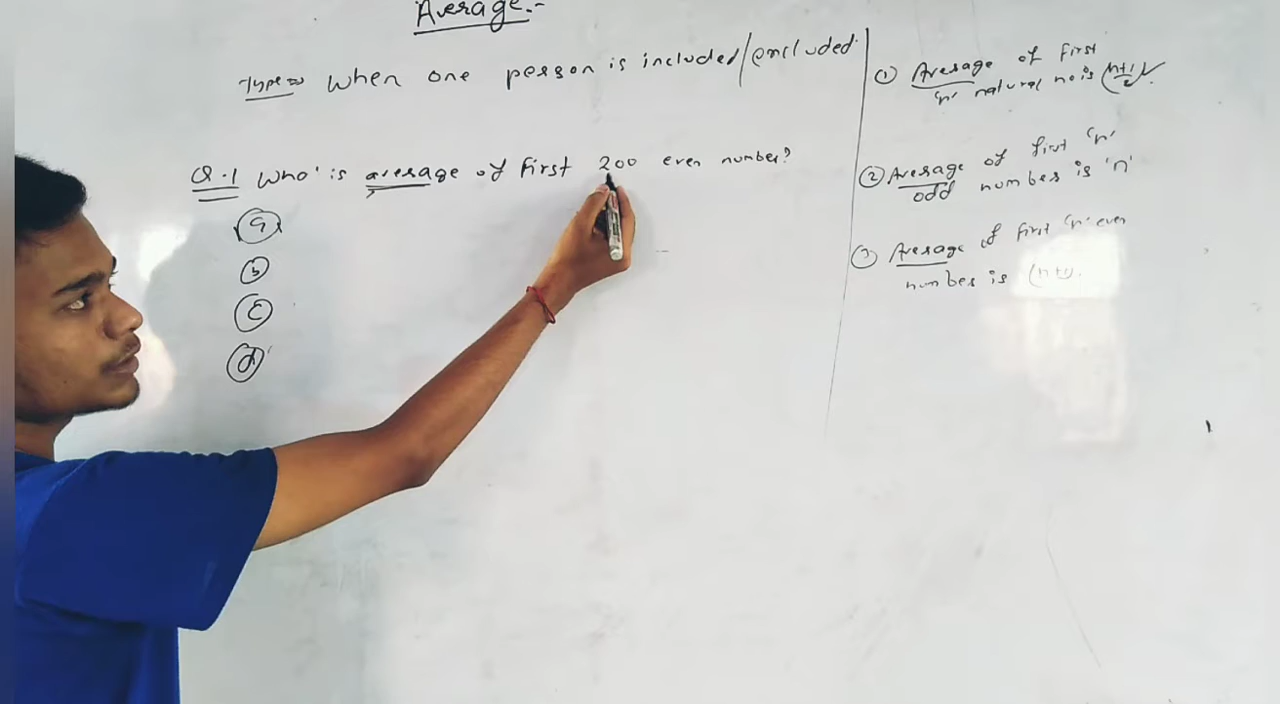 Average:-
Type⇒ When one person is included/excluded.
Q.1 Who' is average of first 200 even number?
a
b
c
d
① Average of first
'n' natural no is (n+1/2)
② Average of first 'n'
odd numbers is 'n'
③ Average of first 'n' even
number is (n+1).